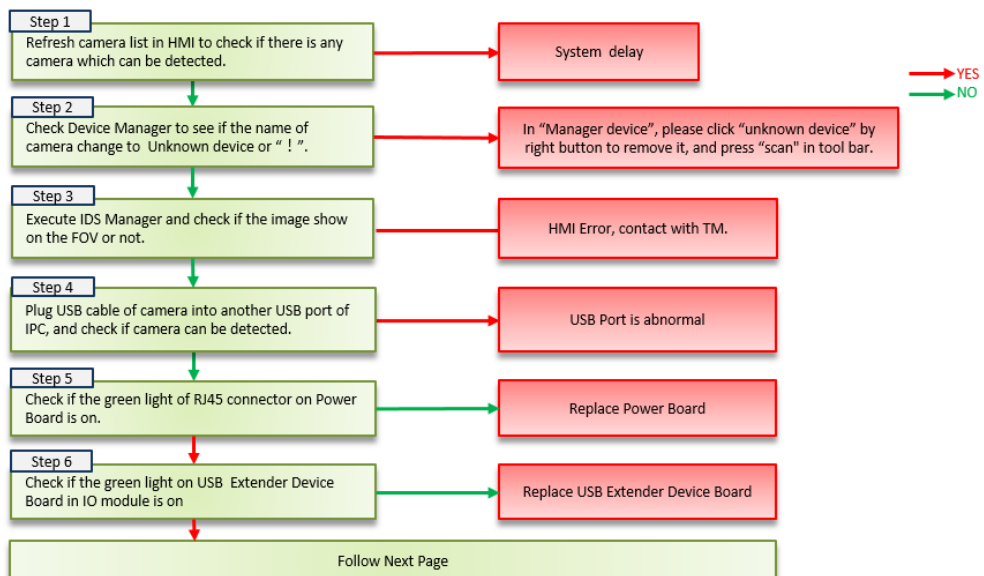 Step 1
Refresh camera list in HMI to check if there is any
camera which can be detected.
System delay
YES
NO
Step 2
Check Device Manager to see if the name of
camera change to Unknown device or “ ! ”.
In “Manager device”, please click “unknown device” by
right button to remove it, and press “scan" in tool bar.
Step 3
Execute IDS Manager and check if the image show
on the FOV or not.
HMI Error, contact with TM.
Step 4
Plug USB cable of camera into another USB port of
IPC, and check if camera can be detected.
USB Port is abnormal
Step 5
Check if the green light of RJ45 connector on Power
Board is on.
Replace Power Board
Step 6
Check if the green light on USB Extender Device
Board in IO module is on
Replace USB Extender Device Board
Follow Next Page